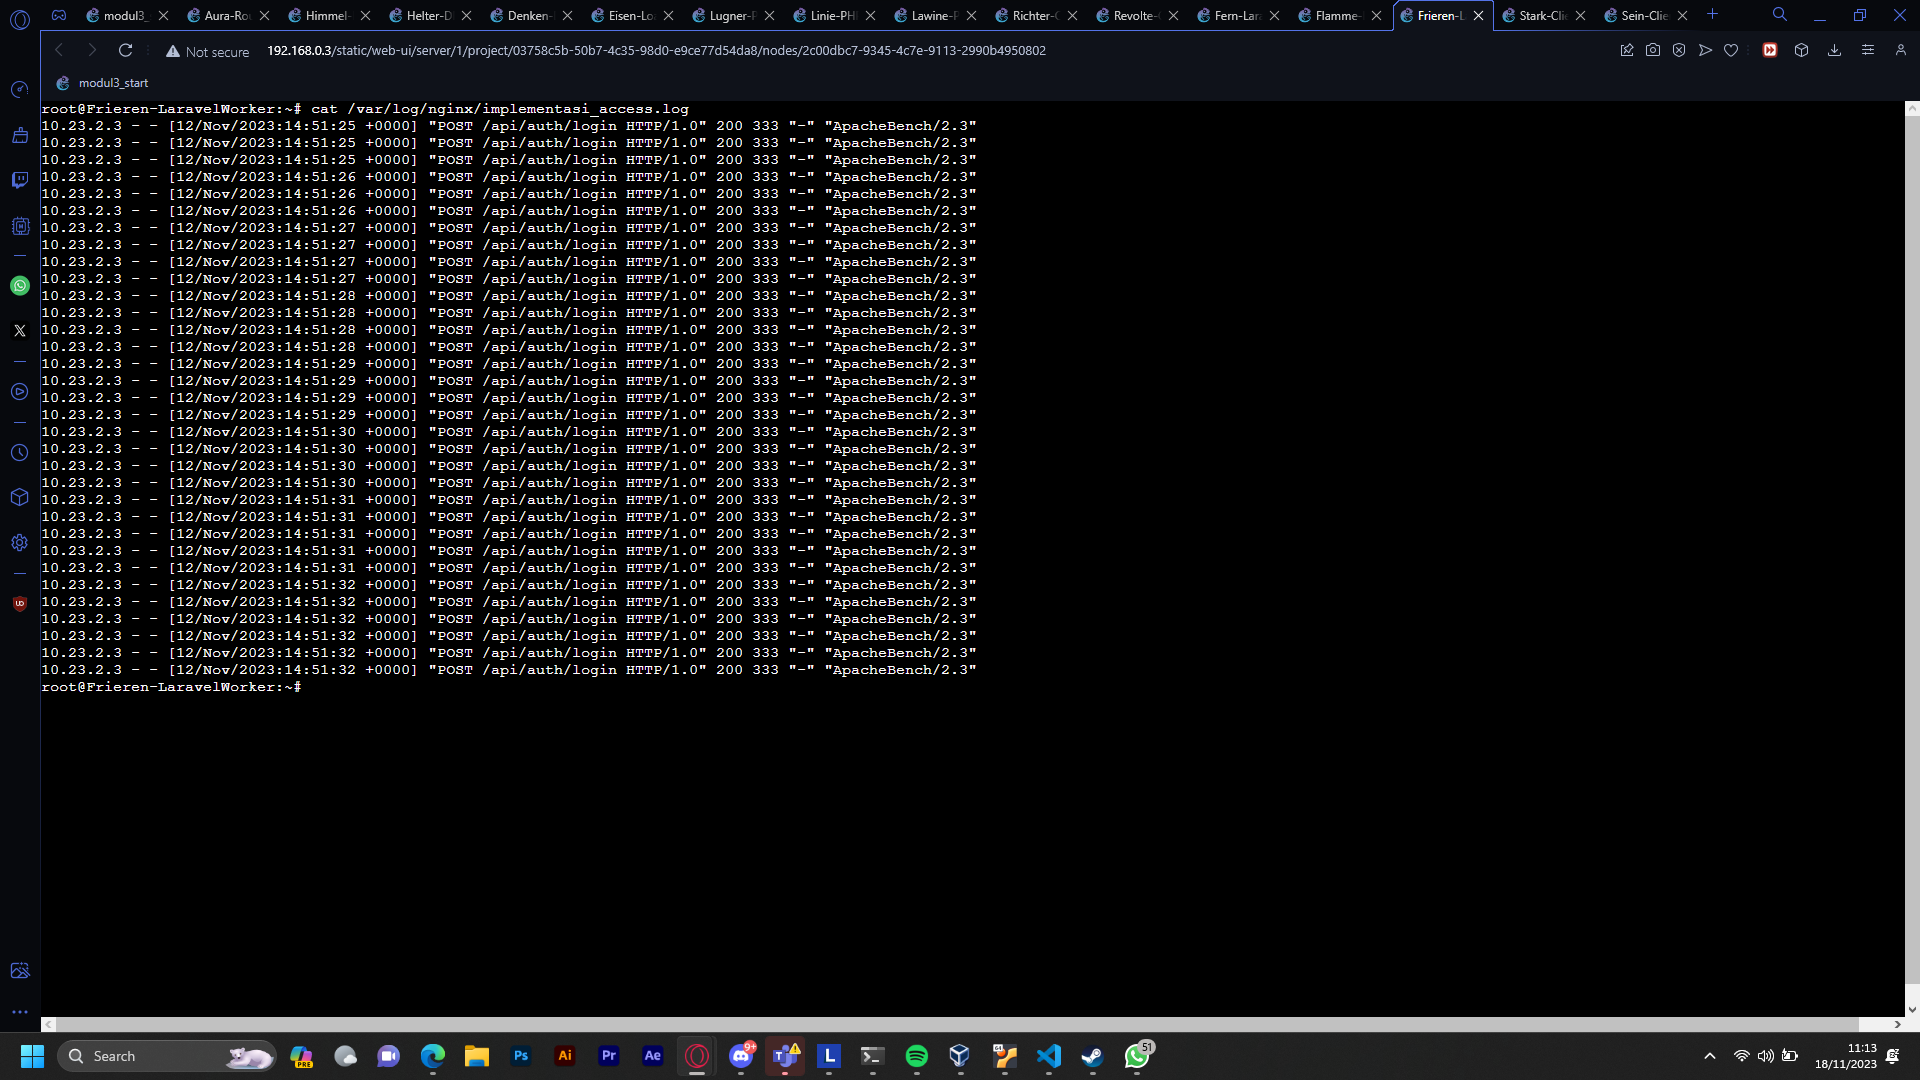 modul3_
Aura-Rou
Himmel-
Helter-D
Denken-
Eisen-Lo
Lugner-P
Linie-PH
Lawine-P
Richter-C
Revolte-
Fern-Lara
Flamme-
Frieren-L
Stark-Clie
Sein-Clie
Not secure
192.168.0.3/static/web-ui/server/1/project/03758c5b-50b7-4c35-98d0-e9ce77d54da8/nodes/2c00dbc7-9345-4c7e-9113-2990b4950802
modul3_start
root@Frieren-LaravelWorker:~# cat /var/log/nginx/implementasi_access.log
10.23.2.3 - - [12/Nov/2023:14:51:25 +0000] "POST /api/auth/login HTTP/1.0" 200 333 "-" "ApacheBench/2.3"
10.23.2.3 - - [12/Nov/2023:14:51:25 +0000] "POST /api/auth/login HTTP/1.0" 200 333 "-" "ApacheBench/2.3"
10.23.2.3 - - [12/Nov/2023:14:51:25 +0000] "POST /api/auth/login HTTP/1.0" 200 333 "-" "ApacheBench/2.3"
10.23.2.3 - - [12/Nov/2023:14:51:26 +0000] "POST /api/auth/login HTTP/1.0" 200 333 "-" "ApacheBench/2.3"
10.23.2.3 - - [12/Nov/2023:14:51:26 +0000] "POST /api/auth/login HTTP/1.0" 200 333 "-" "ApacheBench/2.3"
10.23.2.3 - - [12/Nov/2023:14:51:26 +0000] "POST /api/auth/login HTTP/1.0" 200 333 "-" "ApacheBench/2.3"
10.23.2.3 - - [12/Nov/2023:14:51:27 +0000] "POST /api/auth/login HTTP/1.0" 200 333 "-" "ApacheBench/2.3"
10.23.2.3 - - [12/Nov/2023:14:51:27 +0000] "POST /api/auth/login HTTP/1.0" 200 333 "-" "ApacheBench/2.3"
10.23.2.3 - - [12/Nov/2023:14:51:27 +0000] "POST /api/auth/login HTTP/1.0" 200 333 "-" "ApacheBench/2.3"
10.23.2.3 - - [12/Nov/2023:14:51:27 +0000] "POST /api/auth/login HTTP/1.0" 200 333 "-" "ApacheBench/2.3"
10.23.2.3 - - [12/Nov/2023:14:51:28 +0000] "POST /api/auth/login HTTP/1.0" 200 333 "-" "ApacheBench/2.3"
10.23.2.3 - - [12/Nov/2023:14:51:28 +0000] "POST /api/auth/login HTTP/1.0" 200 333 "-" "ApacheBench/2.3"
10.23.2.3 - - [12/Nov/2023:14:51:28 +0000] "POST /api/auth/login HTTP/1.0" 200 333 "-" "ApacheBench/2.3"
10.23.2.3 - - [12/Nov/2023:14:51:28 +0000] "POST /api/auth/login HTTP/1.0" 200 333 "-" "ApacheBench/2.3"
10.23.2.3 - - [12/Nov/2023:14:51:29 +0000] "POST /api/auth/login HTTP/1.0" 200 333 "-" "ApacheBench/2.3"
10.23.2.3 - - [12/Nov/2023:14:51:29 +0000] "POST /api/auth/login HTTP/1.0" 200 333 "-" "ApacheBench/2.3"
10.23.2.3 - - [12/Nov/2023:14:51:29 +0000] "POST /api/auth/login HTTP/1.0" 200 333 "-" "ApacheBench/2.3"
10.23.2.3 - - [12/Nov/2023:14:51:29 +0000] "POST /api/auth/login HTTP/1.0" 200 333 "-" "ApacheBench/2.3"
10.23.2.3 - - [12/Nov/2023:14:51:30 +0000] "POST /api/auth/login HTTP/1.0" 200 333 "-" "ApacheBench/2.3"
10.23.2.3 - - [12/Nov/2023:14:51:30 +0000] "POST /api/auth/login HTTP/1.0" 200 333 "-" "ApacheBench/2.3"
10.23.2.3 - - [12/Nov/2023:14:51:30 +0000] "POST /api/auth/login HTTP/1.0" 200 333 "-" "ApacheBench/2.3"
10.23.2.3 - - [12/Nov/2023:14:51:30 +0000] "POST /api/auth/login HTTP/1.0" 200 333 "-" "ApacheBench/2.3"
10.23.2.3 - - [12/Nov/2023:14:51:31 +0000] "POST /api/auth/login HTTP/1.0" 200 333 "-" "ApacheBench/2.3"
10.23.2.3 - - [12/Nov/2023:14:51:31 +0000] "POST /api/auth/login HTTP/1.0" 200 333 "-" "ApacheBench/2.3"
10.23.2.3 - - [12/Nov/2023:14:51:31 +0000] "POST /api/auth/login HTTP/1.0" 200 333 "-" "ApacheBench/2.3"
10.23.2.3 - - [12/Nov/2023:14:51:31 +0000] "POST /api/auth/login HTTP/1.0" 200 333 "-" "ApacheBench/2.3"
10.23.2.3 - - [12/Nov/2023:14:51:31 +0000] "POST /api/auth/login HTTP/1.0" 200 333 "-" "ApacheBench/2.3"
10.23.2.3 - - [12/Nov/2023:14:51:32 +0000] "POST /api/auth/login HTTP/1.0" 200 333 "-" "ApacheBench/2.3"
10.23.2.3 - - [12/Nov/2023:14:51:32 +0000] "POST /api/auth/login HTTP/1.0" 200 333 "-" "ApacheBench/2.3"
10.23.2.3 - - [12/Nov/2023:14:51:32 +0000] "POST /api/auth/login HTTP/1.0" 200 333 "-" "ApacheBench/2.3"
10.23.2.3 - - [12/Nov/2023:14:51:32 +0000] "POST /api/auth/login HTTP/1.0" 200 333 "-" "ApacheBench/2.3"
10.23.2.3 - - [12/Nov/2023:14:51:32 +0000] "POST /api/auth/login HTTP/1.0" 200 333 "-" "ApacheBench/2.3"
10.23.2.3 - - [12/Nov/2023:14:51:32 +0000] "POST /api/auth/login HTTP/1.0" 200 333 "-" "ApacheBench/2.3"
root@Frieren-LaravelWorker:~#
Search
PRE
Ps
Ai
Pr
Ae
9+
L
64
51
11:13
18/11/2023